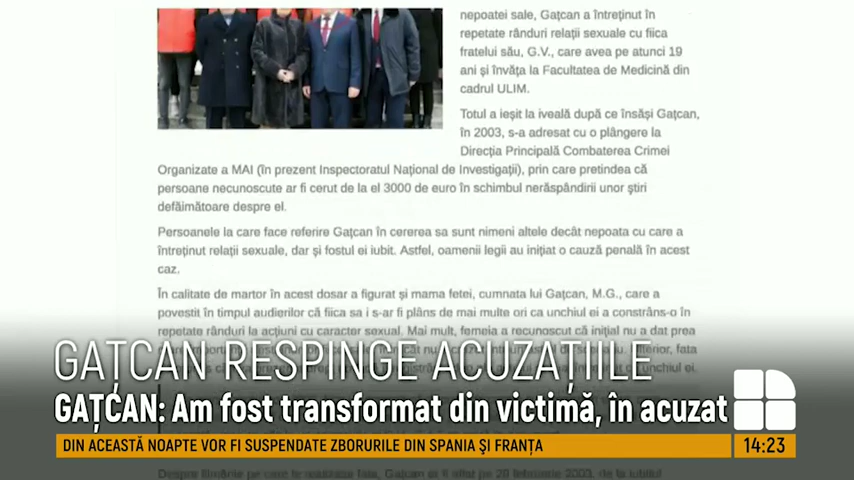 nepoatei sale, Gațcan a întreținut în
repetate rânduri relații sexuale cu fiica
fratelui său, G.V., care avea pe atunci 19
ani și învăța la Facultatea de Medicină din
cadrul ULIM.
Totul a ieșit la iveală după ce însăși Gațcan,
în 2003, s-a adresat cu o plângere la
Direcția Principală Combaterea Crimei
Organizate a MAI (în prezent Inspectoratul Național de Investigații), prin care pretindea că
persoane necunoscute ar fi cerut de la el 3000 de euro în schimbul nerăspândirii unor știri
defăimătoare despre el.
Persoanele la care face referire Gațcan în cererea sa sunt nimeni altele decât nepoata cu care a
întreținut relații sexuale, dar și fostul ei iubit. Astfel, oamenii legii au inițiat o cauză penală în acest
caz.
În calitate de martor în acest dosar a figurat și mama fetei, cumnata lui Gațcan, M.G., care a
povestit în timpul audierilor că fiica sa i s-ar fi plâns de mai multe ori ca unchiul ei a constrâns-o în
repetate rânduri la acțiuni cu caracter sexual. Mai mult, femeia a recunoscut că inițial nu a dat prea
GAȚCAN RESPINGE ACUZAȚIILE
GAȚCAN: Am fost transformat din victimă, în acuzat
DIN ACEASTĂ NOAPTE VOR FI SUSPENDATE ZBORURILE DIN SPANIA ŞI FRANȚA
14:23